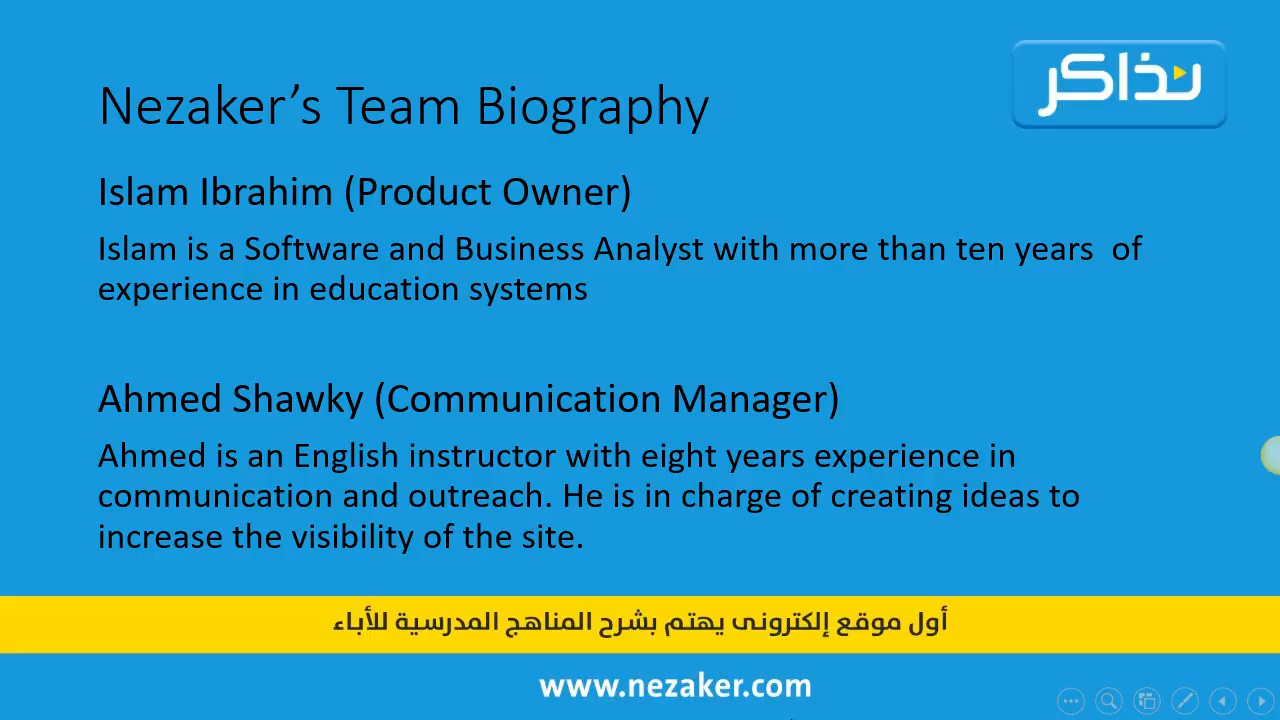 نذاكر
Nezaker’s Team Biography
Islam Ibrahim (Product Owner)
Islam is a Software and Business Analyst with more than ten years  of
experience in education systems
Ahmed Shawky (Communication Manager)
Ahmed is an English instructor with eight years experience in
communication and outreach. He is in charge of creating ideas to
increase the visibility of the site.
أول موقع إلكترونى يهتم بشرح المناهج المدرسية للأباء
www.nezaker.com